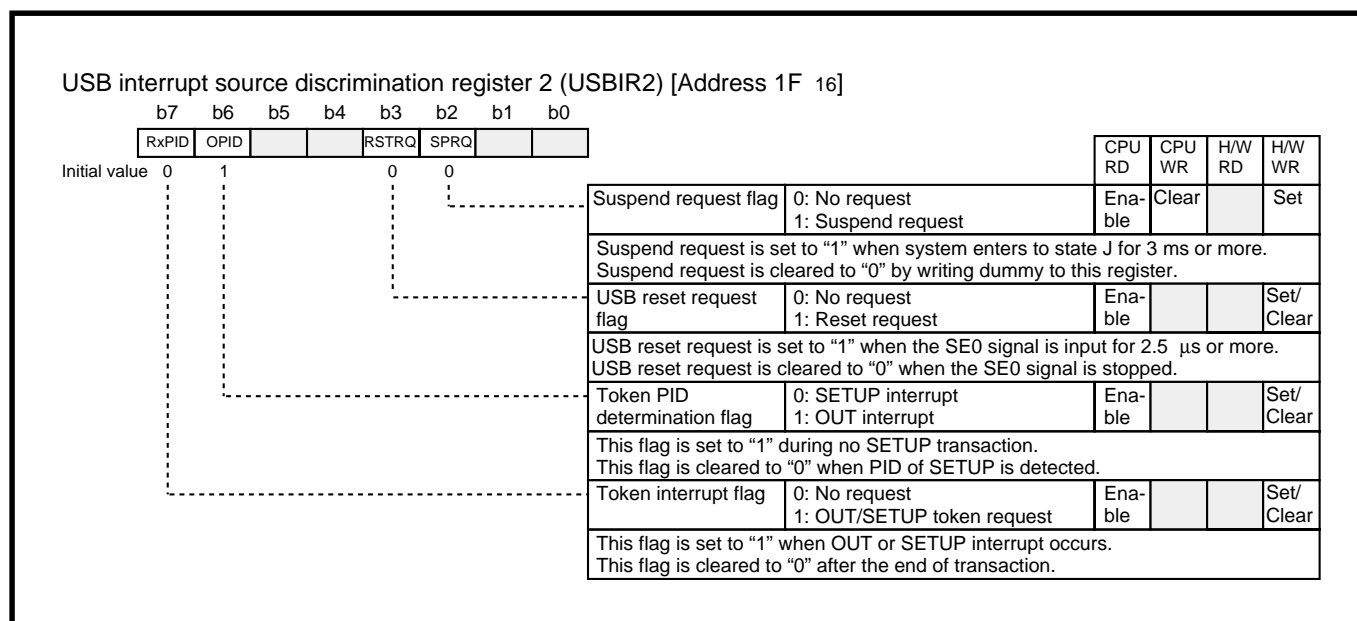 USB interrupt source discrimination register 2 (USBIR2) [Address 1F 16]
b7 b6 b5 b4 b3 b2 b1 b0
RxPID OPID RSTRQ SPRQ
Initial value 0 1 0 0
CPU RD CPU WR H/W RD H/W WR
Suspend request flag 0: No request Ena- Clear Set
1: Suspend request ble
Suspend request is set to “1” when system enters to state J for 3 ms or more.
Suspend request is cleared to “0” by writing dummy to this register.
USB reset request 0: No request Ena- Set/
flag 1: Reset request ble Clear
USB reset request is set to “1” when the SE0 signal is input for 2.5 μs or more.
USB reset request is cleared to “0” when the SE0 signal is stopped.
Token PID 0: SETUP interrupt Ena- Set/
determination flag 1: OUT interrupt ble Clear
This flag is set to “1” during no SETUP transaction.
This flag is cleared to “0” when PID of SETUP is detected.
Token interrupt flag 0: No request Ena- Set/
1: OUT/SETUP token request ble Clear
This flag is set to “1” when OUT or SETUP interrupt occurs.
This flag is cleared to “0” after the end of transaction.